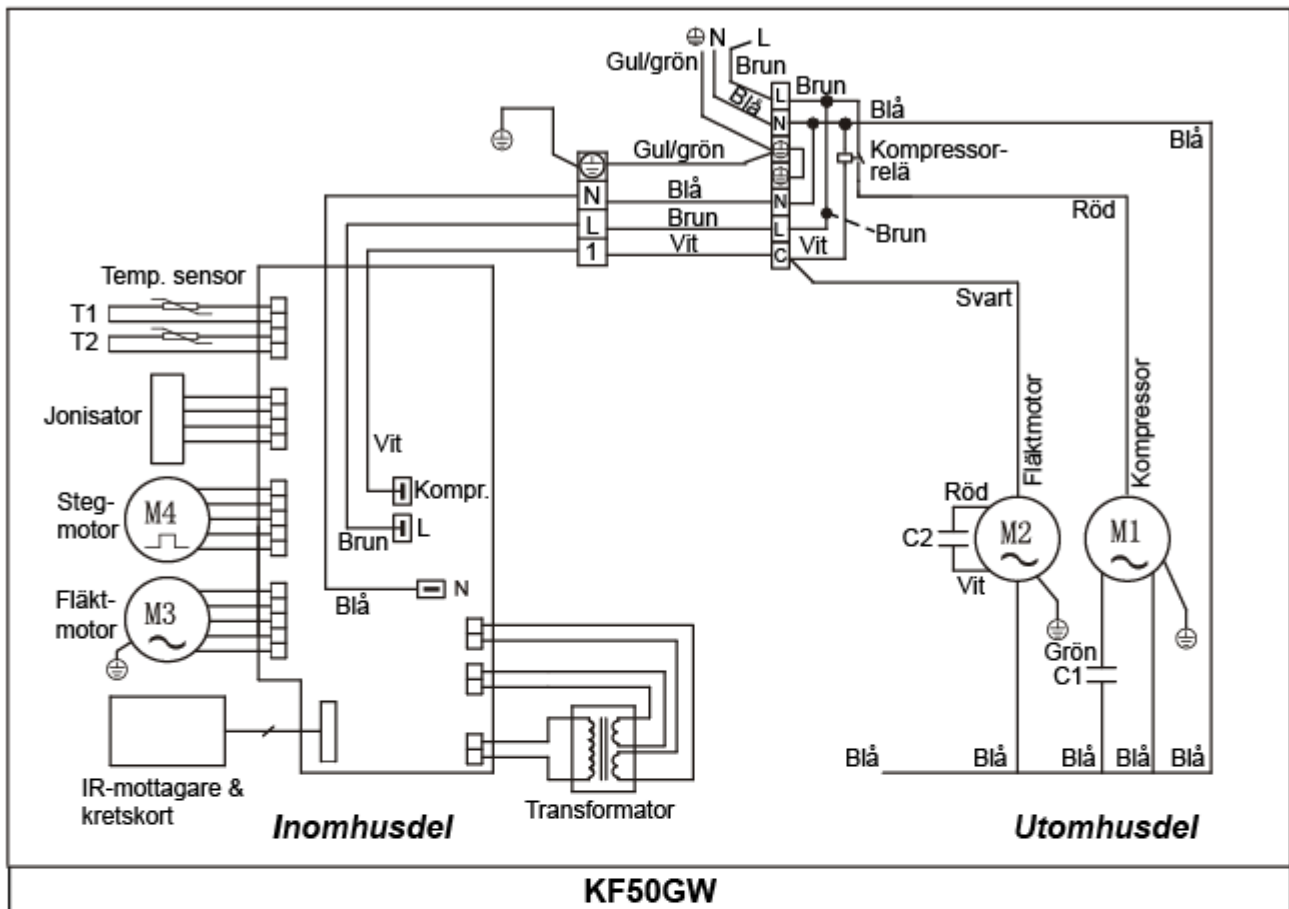 N
L
Gul/grön
Brun
Blå
L
Brun
Blå
N
Blå
Gul/grön
Kompressor-
relä
N
Blå
N
Röd
L
Brun
L
Brun
1
Vit
C
Vit
Temp. sensor
Svart
T1
T2
Jonisator
Vit
Fläktmotor
Kompressor
Kompr.
Steg-
motor
M4
Röd
Brun
L
C2
M2
M1
Vit
Fläkt-
motor
M3
Blå
N
Grön
C1
Blå
Blå
Blå
Blå
Blå
IR-mottagare &
kretskort
Transformator
Inomhusdel
Utomhusdel
KF50GW